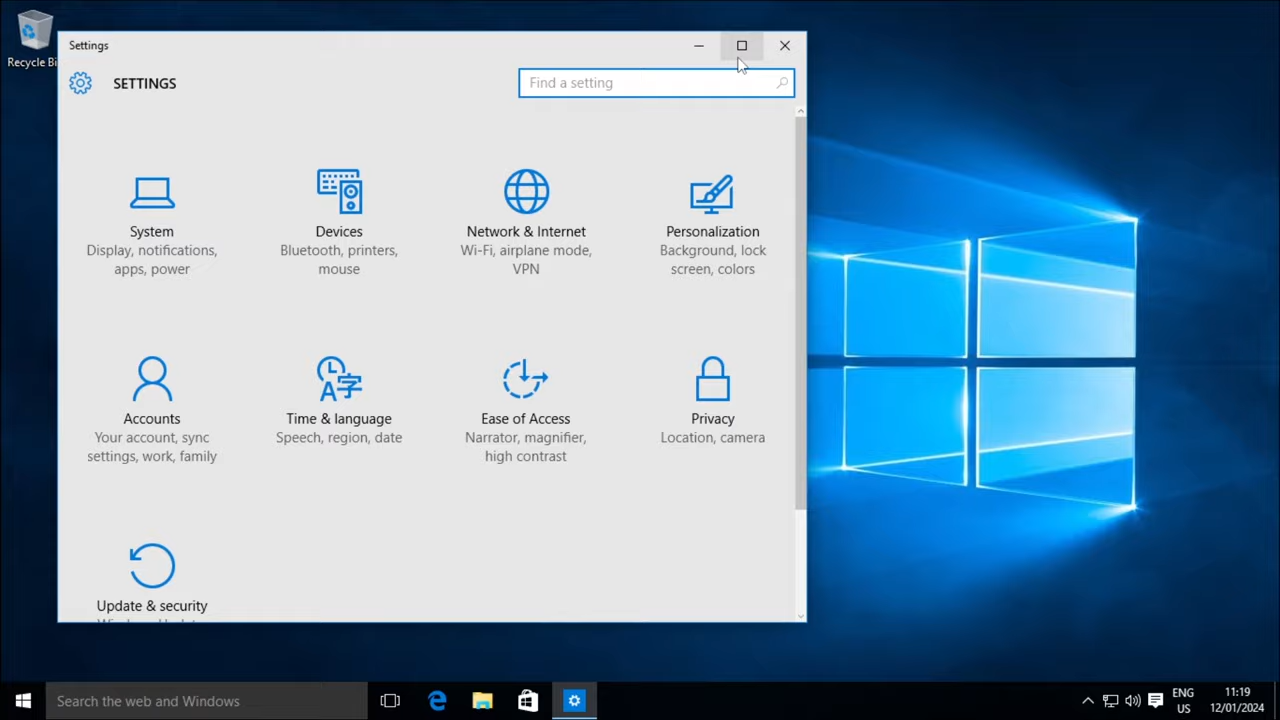 Recycle Bi
Settings
SETTINGS
Find a setting
System
Display, notifications,
apps, power
Devices
Bluetooth, printers,
mouse
Network & Internet
Wi-Fi, airplane mode,
VPN
Personalization
Background, lock
screen, colors
Accounts
Your account, sync
settings, work, family
Time & language
Speech, region, date
Ease of Access
Narrator, magnifier,
high contrast
Privacy
Location, camera
Update & security
Search the web and Windows
ENG
US
11:19
12/01/2024